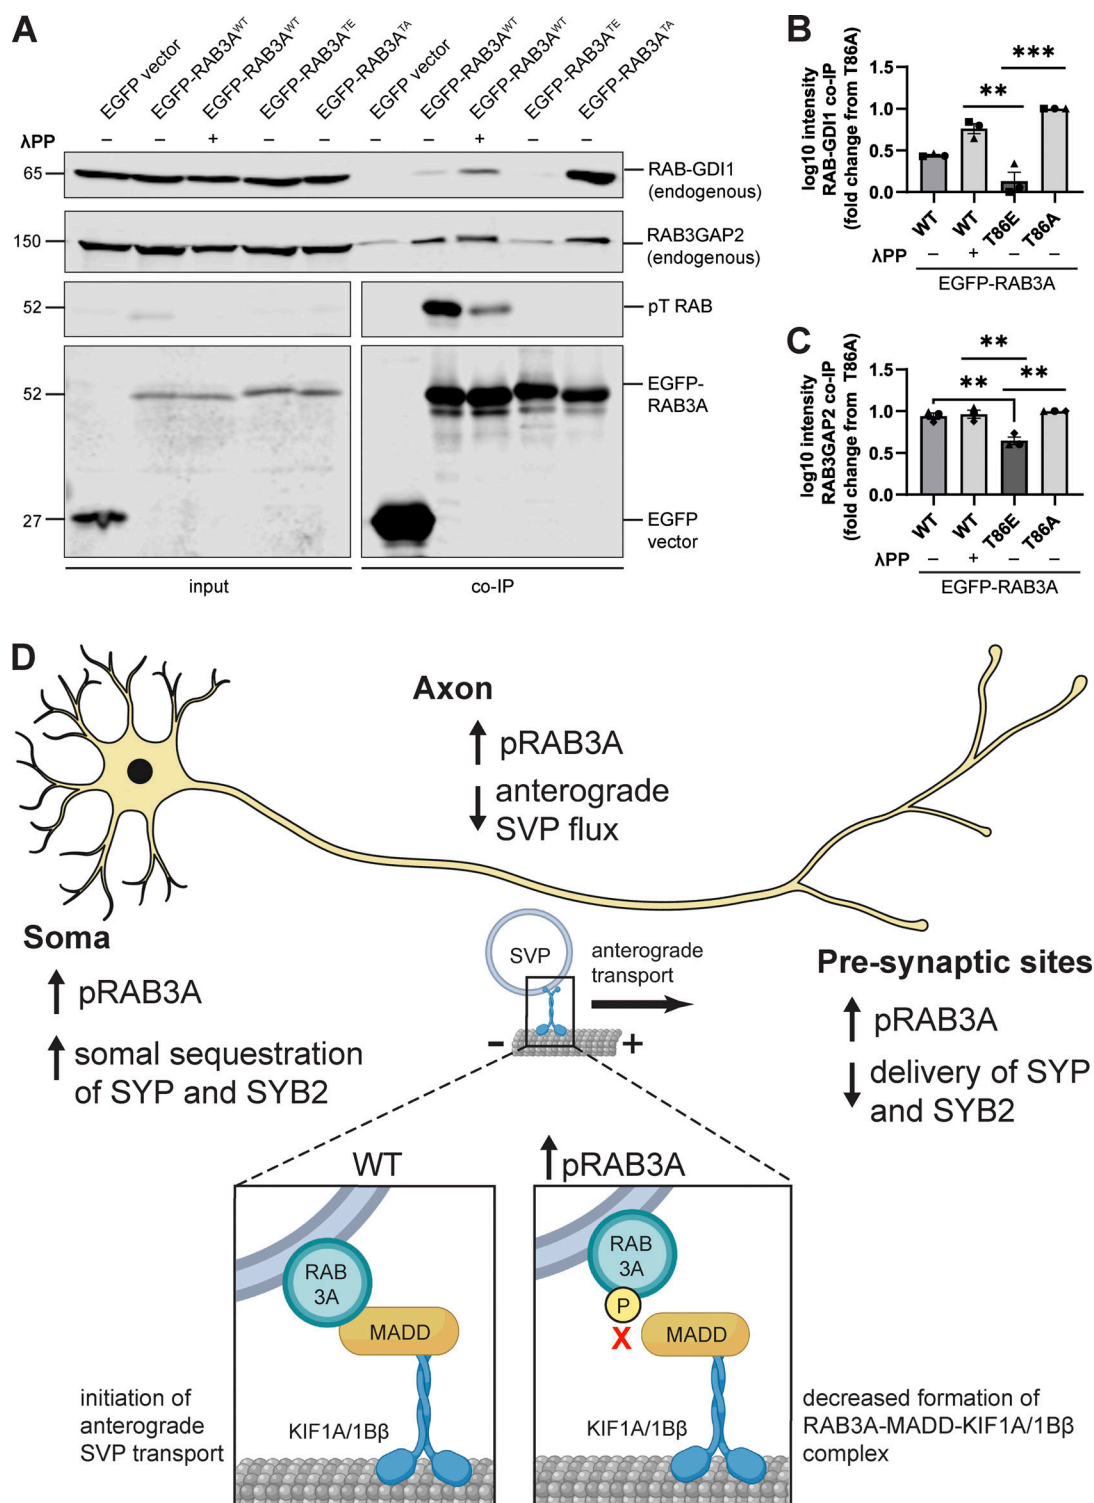 A
EGFP vector
EGFP-RAB3A^WT
EGFP-RAB3A^WT
EGFP-RAB3A^TE
EGFP-RAB3A^TA
EGFP vector
EGFP-RAB3A^WT
EGFP-RAB3A^WT
EGFP-RAB3A^TE
EGFP-RAB3A^TA
λPP – – + – – – – + – –
65
RAB-GDI1
(endogenous)
150
RAB3GAP2
(endogenous)
52
pT RAB
52
EGFP-
RAB3A
27
EGFP
vector
input
co-IP
B
log10 intensity
RAB-GDI1 co-IP
(fold change from T86A)
1.5
1.0
0.5
0.0
***
**
WT
WT
T86E
T86A
λPP – + – –
EGFP-RAB3A
C
log10 intensity
RAB3GAP2 co-IP
(fold change from T86A)
1.5
1.0
0.5
0.0
**
** **
WT
WT
T86E
T86A
λPP – + – –
EGFP-RAB3A
D
Axon
↑ pRAB3A
↓ anterograde
SVP flux
Soma
↑ pRAB3A
↑ somal sequestration
of SYP and SYB2
SVP
anterograde
transport
- +
Pre-synaptic sites
↑ pRAB3A
↓ delivery of SYP
and SYB2
WT
RAB
3A
MADD
KIF1A/1Bβ
initiation of
anterograde
SVP transport
↑ pRAB3A
RAB
3A
P
X
MADD
KIF1A/1Bβ
decreased formation of
RAB3A-MADD-KIF1A/1Bβ
complex